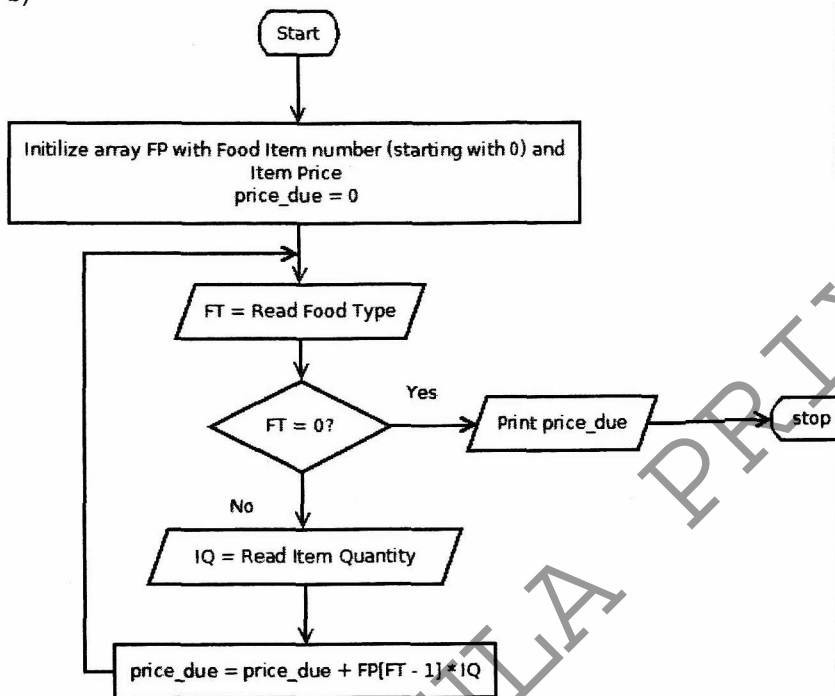 Start
Initilize array FP with Food Item number (starting with 0) and
Item Price
price_due = 0
FT = Read Food Type
FT = 0?
Yes
Print price_due
stop
No
IQ = Read Item Quantity
price_due = price_due + FP[FT - 1] * IQ